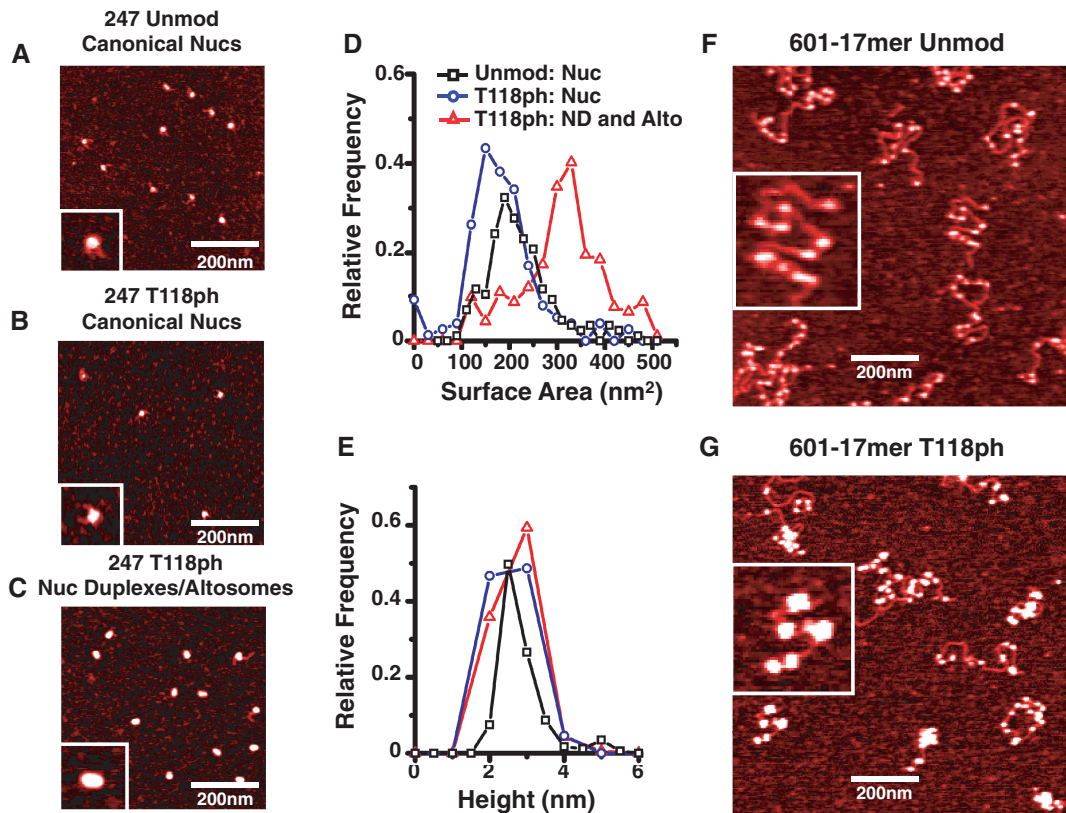 A
247 Unmod
Canonical Nucs
200nm
B
247 T118ph
Canonical Nucs
200nm
C
247 T118ph
Nuc Duplexes/Altosomes
200nm
D
Unmod: Nuc
T118ph: Nuc
T118ph: ND and Alto
Relative Frequency
0.6
0.4
0.2
0
0 100 200 300 400 500
Surface Area (nm²)
E
Relative Frequency
0.6
0.4
0.2
0
0 2 4 6
Height (nm)
F
601-17mer Unmod
200nm
G
601-17mer T118ph
200nm